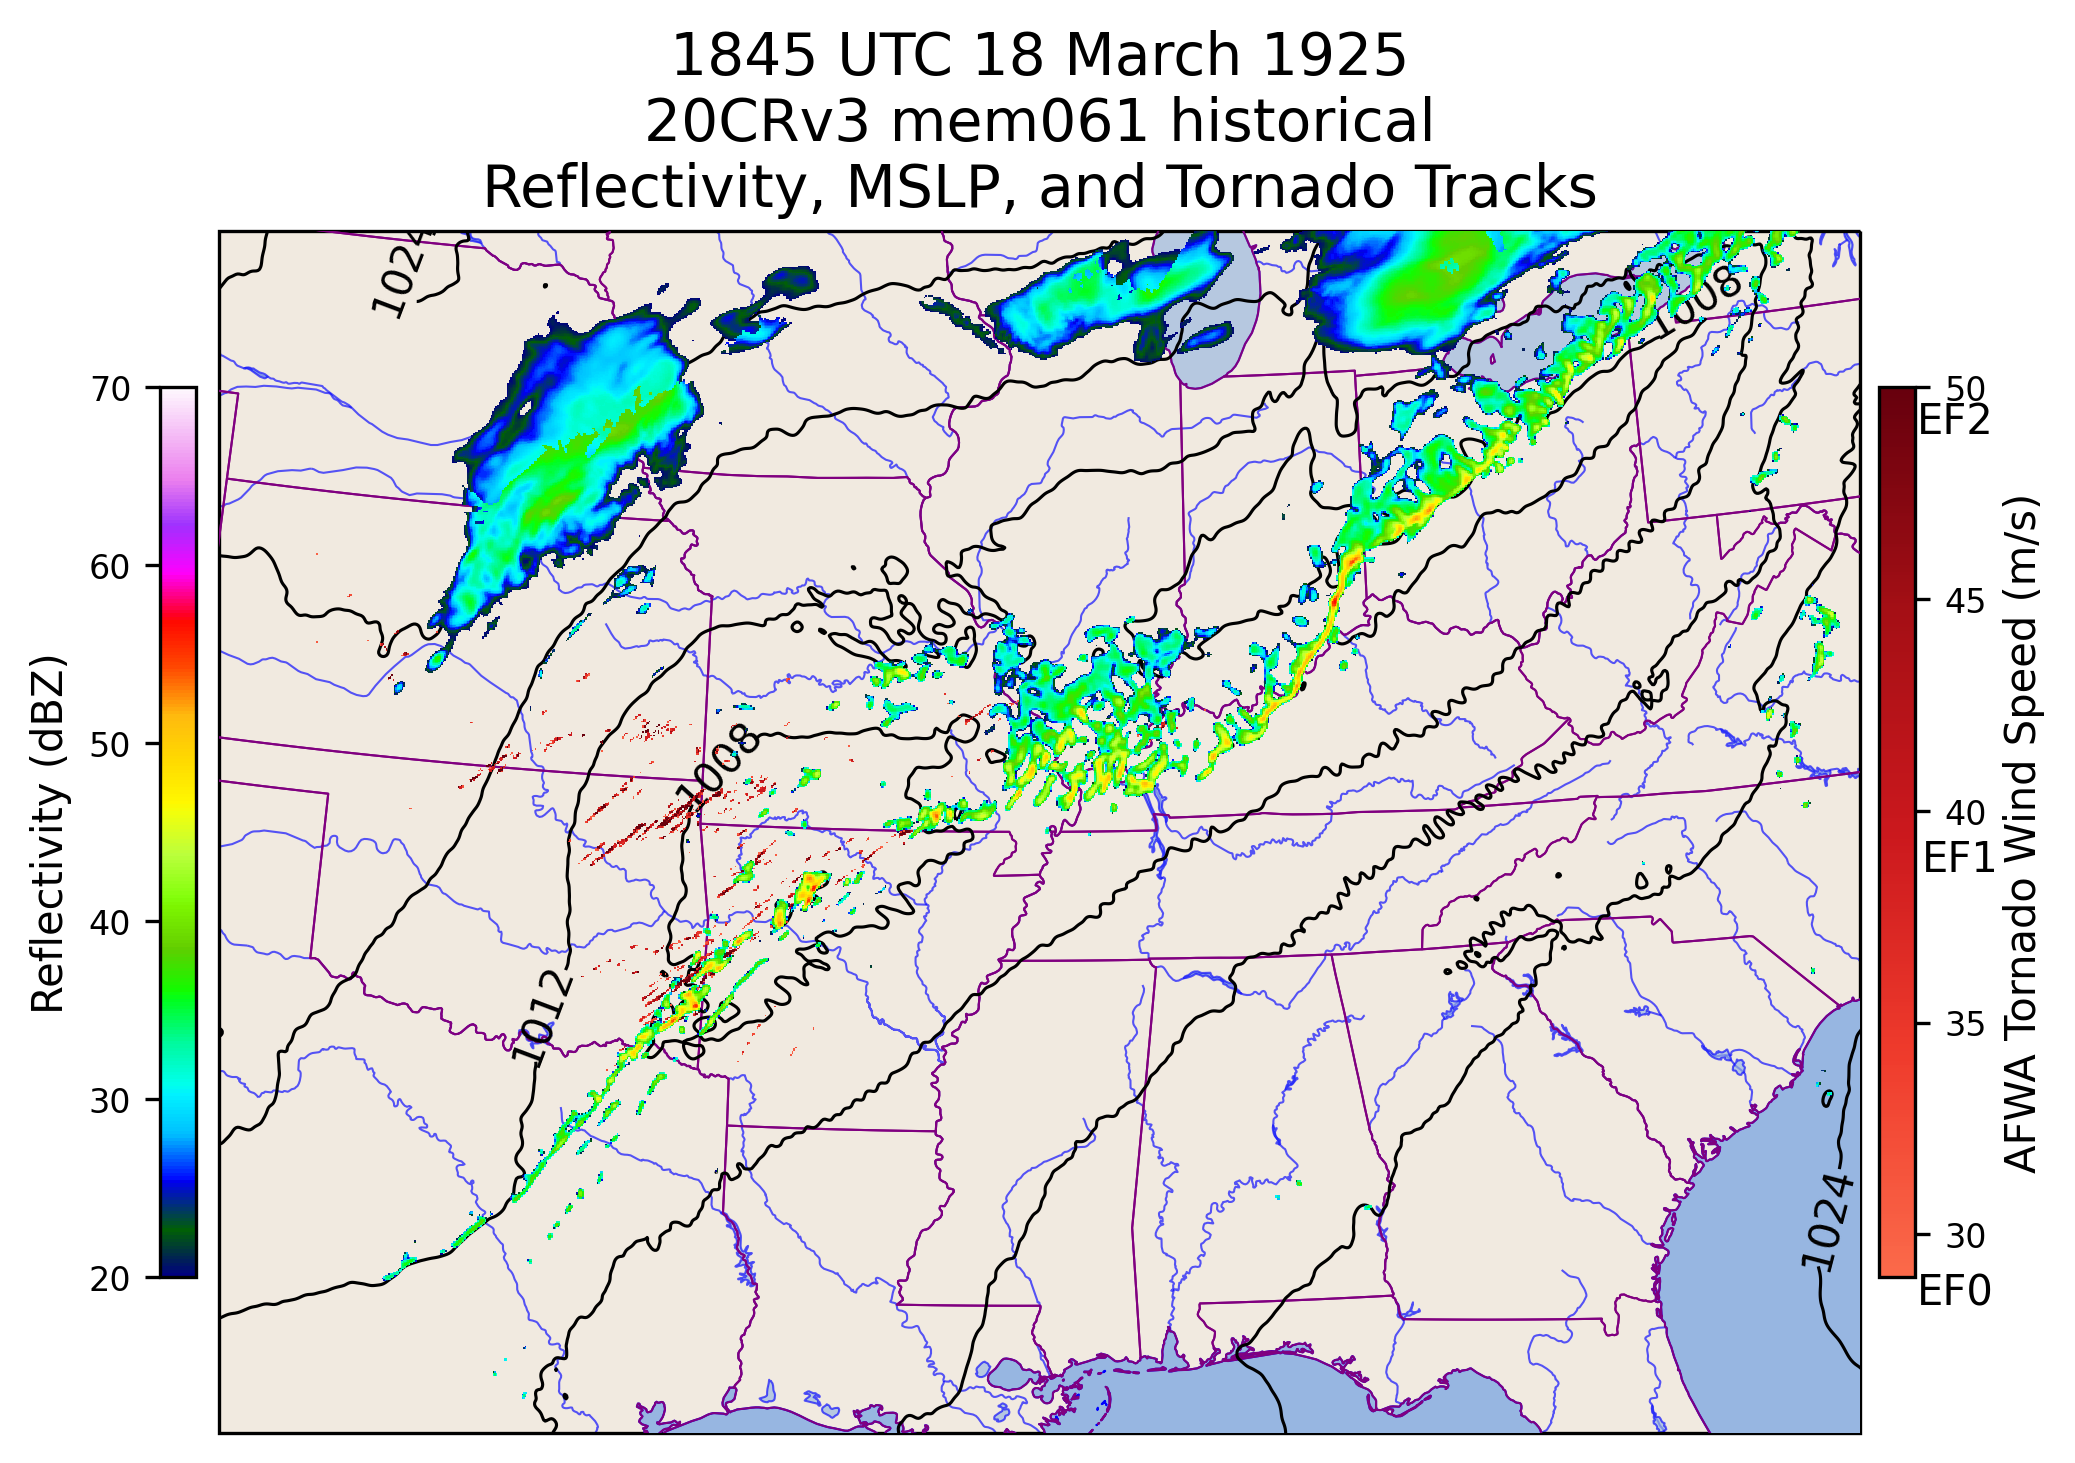 1845 UTC 18 March 1925
20CRv3 mem061 historical
Reflectivity, MSLP, and Tornado Tracks
1024
1008
1008
1012
1024
70
60
50
40
30
20
Reflectivity (dBZ)
50
EF2
45
40
EF1
35
30
EF0
AFWA Tornado Wind Speed (m/s)